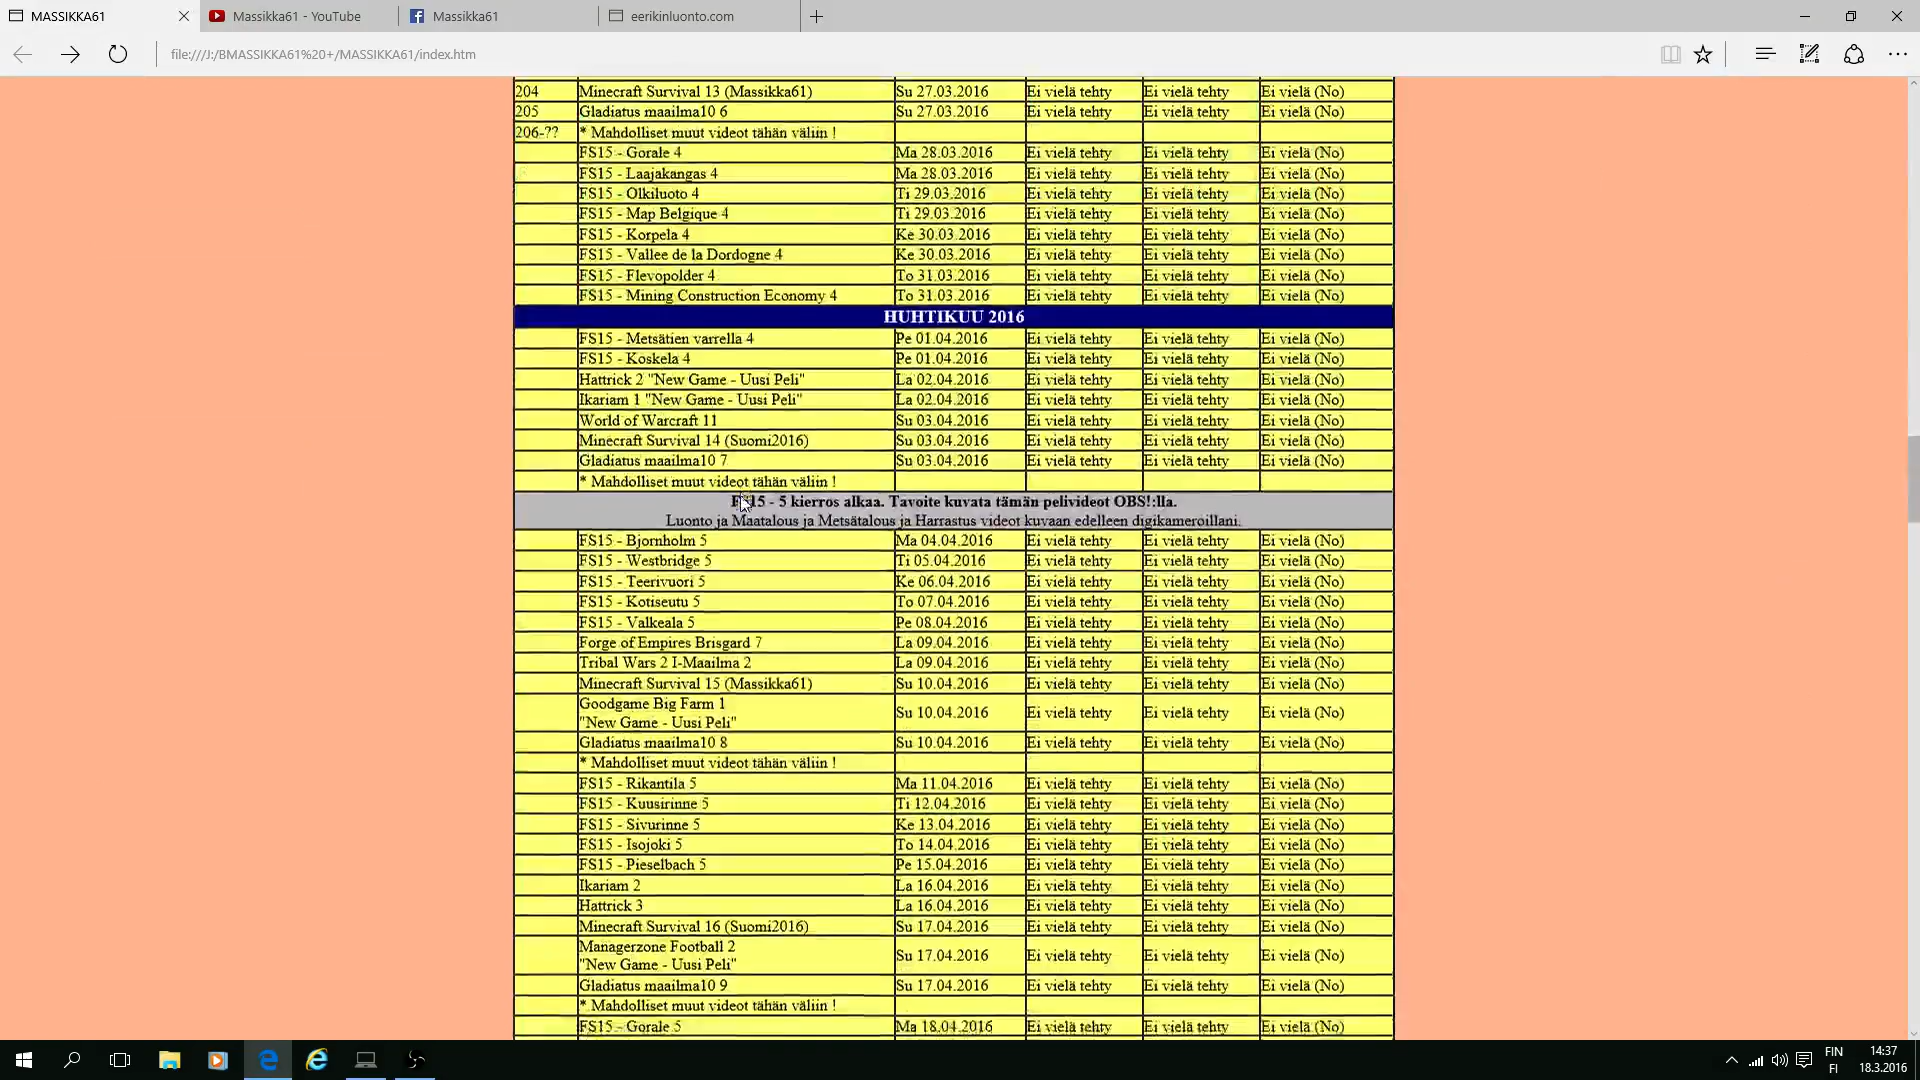 MASSIKKA61
Massikka61 - YouTube
Massikka61
eerikinluonto.com
file:///J:/BMASSIKKA61%20+/MASSIKKA61/index.htm
204 Minecraft Survival 13 (Massikka61) Su 27.03.2016 Ei vielä tehty Ei vielä tehty Ei vielä (No)
205 Gladiatus maailma10 6 Su 27.03.2016 Ei vielä tehty Ei vielä tehty Ei vielä (No)
206-?? * Mahdolliset muut videot tähän väliin !
FS15 - Gorale 4 Ma 28.03.2016 Ei vielä tehty Ei vielä tehty Ei vielä (No)
FS15 - Laajakangas 4 Ma 28.03.2016 Ei vielä tehty Ei vielä tehty Ei vielä (No)
FS15 - Olkiluoto 4 Ti 29.03.2016 Ei vielä tehty Ei vielä tehty Ei vielä (No)
FS15 - Map Belgique 4 Ti 29.03.2016 Ei vielä tehty Ei vielä tehty Ei vielä (No)
FS15 - Korpela 4 Ke 30.03.2016 Ei vielä tehty Ei vielä tehty Ei vielä (No)
FS15 - Vallee de la Dordogne 4 Ke 30.03.2016 Ei vielä tehty Ei vielä tehty Ei vielä (No)
FS15 - Flevopolder 4 To 31.03.2016 Ei vielä tehty Ei vielä tehty Ei vielä (No)
FS15 - Mining Construction Economy 4 To 31.03.2016 Ei vielä tehty Ei vielä tehty Ei vielä (No)
HUHTIKUU 2016
FS15 - Metsätien varrella 4 Pe 01.04.2016 Ei vielä tehty Ei vielä tehty Ei vielä (No)
FS15 - Koskela 4 Pe 01.04.2016 Ei vielä tehty Ei vielä tehty Ei vielä (No)
Hattrick 2 "New Game - Uusi Peli" La 02.04.2016 Ei vielä tehty Ei vielä tehty Ei vielä (No)
Ikariam 1 "New Game - Uusi Peli" La 02.04.2016 Ei vielä tehty Ei vielä tehty Ei vielä (No)
World of Warcraft 11 Su 03.04.2016 Ei vielä tehty Ei vielä tehty Ei vielä (No)
Minecraft Survival 14 (Suomi2016) Su 03.04.2016 Ei vielä tehty Ei vielä tehty Ei vielä (No)
Gladiatus maailma10 7 Su 03.04.2016 Ei vielä tehty Ei vielä tehty Ei vielä (No)
* Mahdolliset muut videot tähän väliin !
FS15 - 5 kierros alkaa. Tavoite kuvata tämän pelivideot OBS!:lla.
Luonto ja Maatalous ja Metsätalous ja Harrastus videot kuvaan edelleen digikameroillani.
FS15 - Bjornholm 5 Ma 04.04.2016 Ei vielä tehty Ei vielä tehty Ei vielä (No)
FS15 - Westbridge 5 Ti 05.04.2016 Ei vielä tehty Ei vielä tehty Ei vielä (No)
FS15 - Teerivuori 5 Ke 06.04.2016 Ei vielä tehty Ei vielä tehty Ei vielä (No)
FS15 - Kotiseutu 5 To 07.04.2016 Ei vielä tehty Ei vielä tehty Ei vielä (No)
FS15 - Valkeala 5 Pe 08.04.2016 Ei vielä tehty Ei vielä tehty Ei vielä (No)
Forge of Empires Brisgard 7 La 09.04.2016 Ei vielä tehty Ei vielä tehty Ei vielä (No)
Tribal Wars 2 I-Maailma 2 La 09.04.2016 Ei vielä tehty Ei vielä tehty Ei vielä (No)
Minecraft Survival 15 (Massikka61) Su 10.04.2016 Ei vielä tehty Ei vielä tehty Ei vielä (No)
Goodgame Big Farm 1
"New Game - Uusi Peli" Su 10.04.2016 Ei vielä tehty Ei vielä tehty Ei vielä (No)
Gladiatus maailma10 8 Su 10.04.2016 Ei vielä tehty Ei vielä tehty Ei vielä (No)
* Mahdolliset muut videot tähän väliin !
FS15 - Rikantila 5 Ma 11.04.2016 Ei vielä tehty Ei vielä tehty Ei vielä (No)
FS15 - Kuusirinne 5 Ti 12.04.2016 Ei vielä tehty Ei vielä tehty Ei vielä (No)
FS15 - Sivurinne 5 Ke 13.04.2016 Ei vielä tehty Ei vielä tehty Ei vielä (No)
FS15 - Isojoki 5 To 14.04.2016 Ei vielä tehty Ei vielä tehty Ei vielä (No)
FS15 - Pieselbach 5 Pe 15.04.2016 Ei vielä tehty Ei vielä tehty Ei vielä (No)
Ikariam 2 La 16.04.2016 Ei vielä tehty Ei vielä tehty Ei vielä (No)
Hattrick 3 La 16.04.2016 Ei vielä tehty Ei vielä tehty Ei vielä (No)
Minecraft Survival 16 (Suomi2016) Su 17.04.2016 Ei vielä tehty Ei vielä tehty Ei vielä (No)
Managerzone Football 2
"New Game - Uusi Peli" Su 17.04.2016 Ei vielä tehty Ei vielä tehty Ei vielä (No)
Gladiatus maailma10 9 Su 17.04.2016 Ei vielä tehty Ei vielä tehty Ei vielä (No)
* Mahdolliset muut videot tähän väliin !
FS15 - Gorale 5 Ma 18.04.2016 Ei vielä tehty Ei vielä tehty Ei vielä (No)
FIN
FI
14:37
18.3.2016